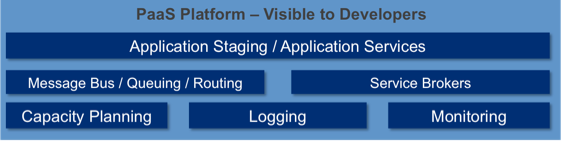 PaaS Platform – Visible to Developers
Application Staging / Application Services
Message Bus / Queuing / Routing
Service Brokers
Capacity Planning
Logging
Monitoring